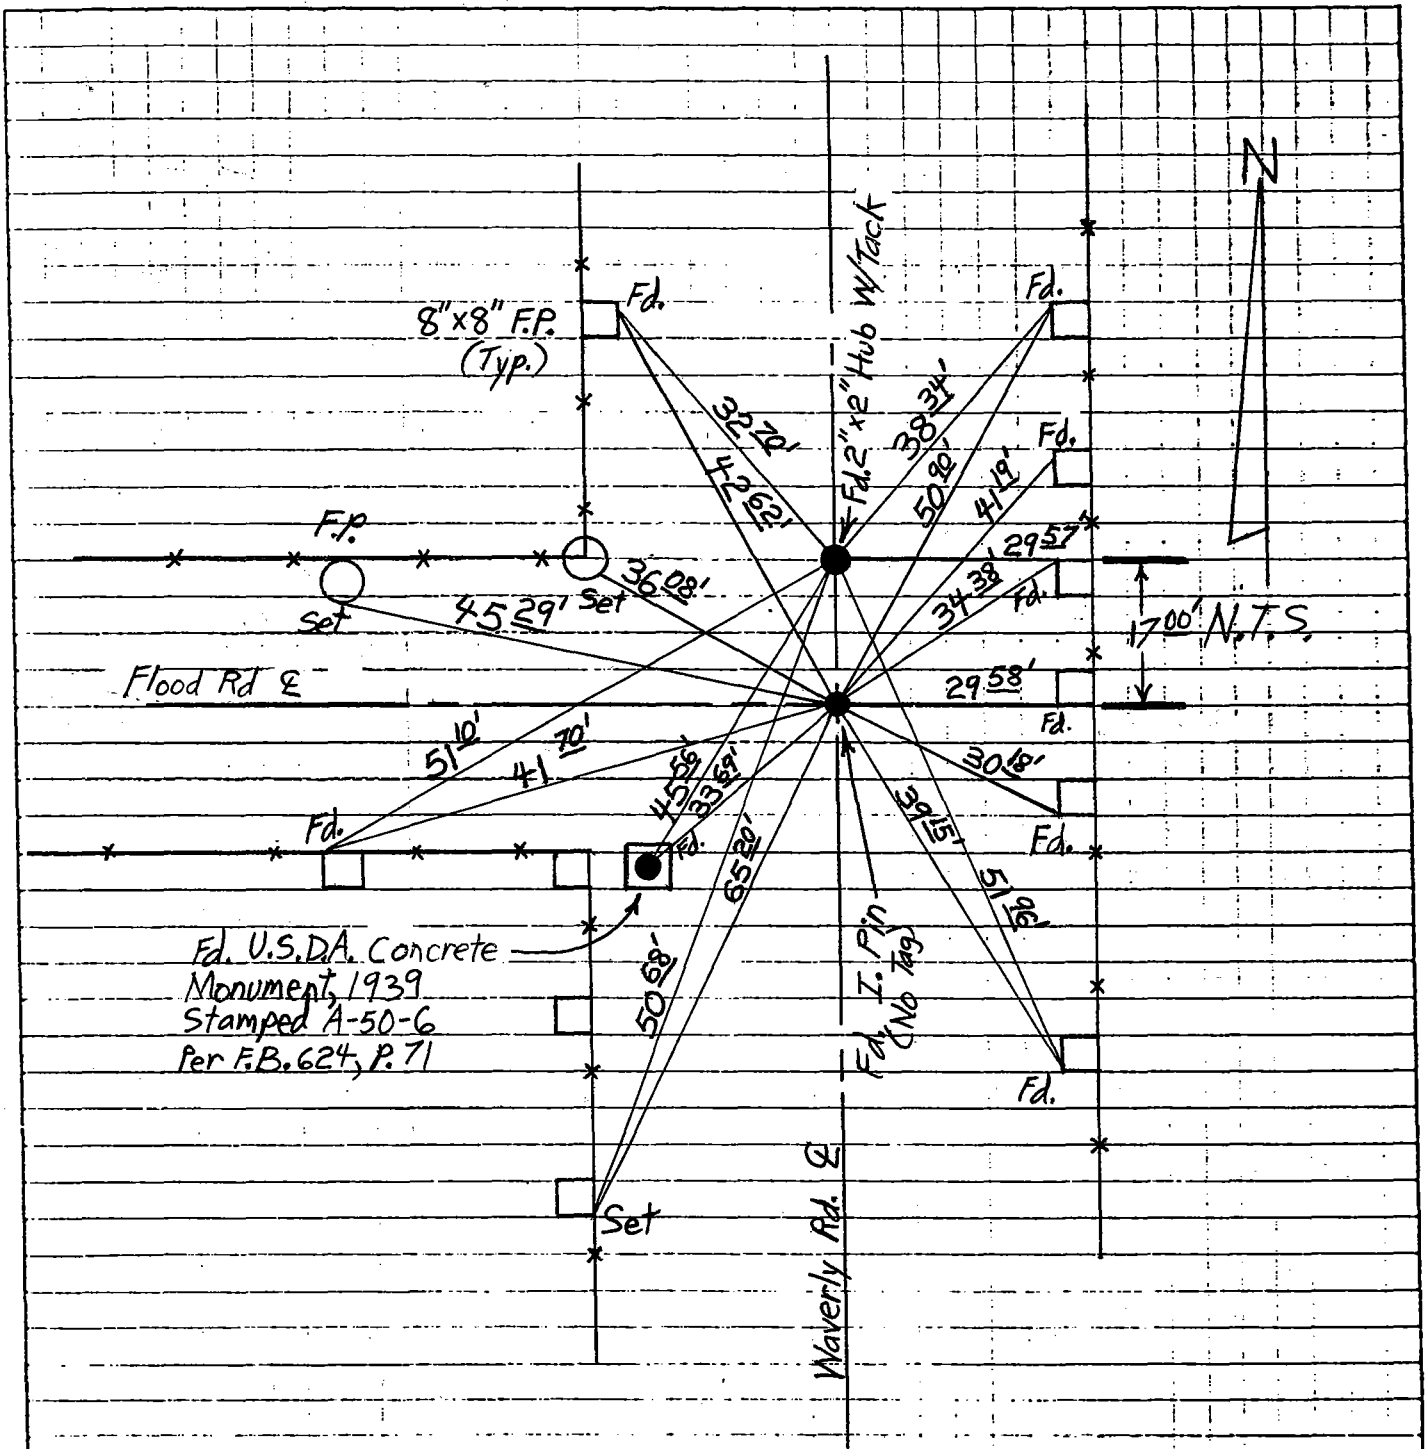 N
Fd.
Fd.
8"x8" F.P.
(Typ.)
Fd. 2"x2" Hub W/Tack
32 70'
38 34'
42 62'
50 90'
Fd.
41 19'
F.P.
29 57'
36 08'
34 38'
Fd.
Set
45 29'
Set
17 00' N.T.S.
Flood Rd ℄
29 58'
Fd.
51 10'
41 70'
45 56'
33 69'
30 18'
39 15'
Fd.
Fd.
Fd.
65 20'
51 96'
Fd. U.S.D.A. Concrete
Monument, 1939
Stamped A-50-6
Per F.B. 624, P. 71
50 68'
Fd. I. Pin
(No Tag)
Fd.
Set
Waverly Rd. ℄